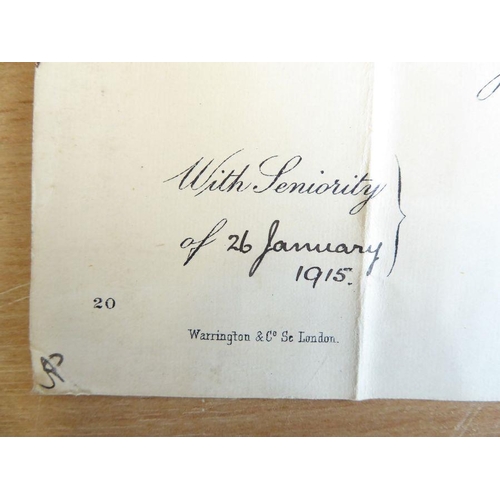 With Seniority
of 26 January
1915.
20
Warrington & Co Sc London.